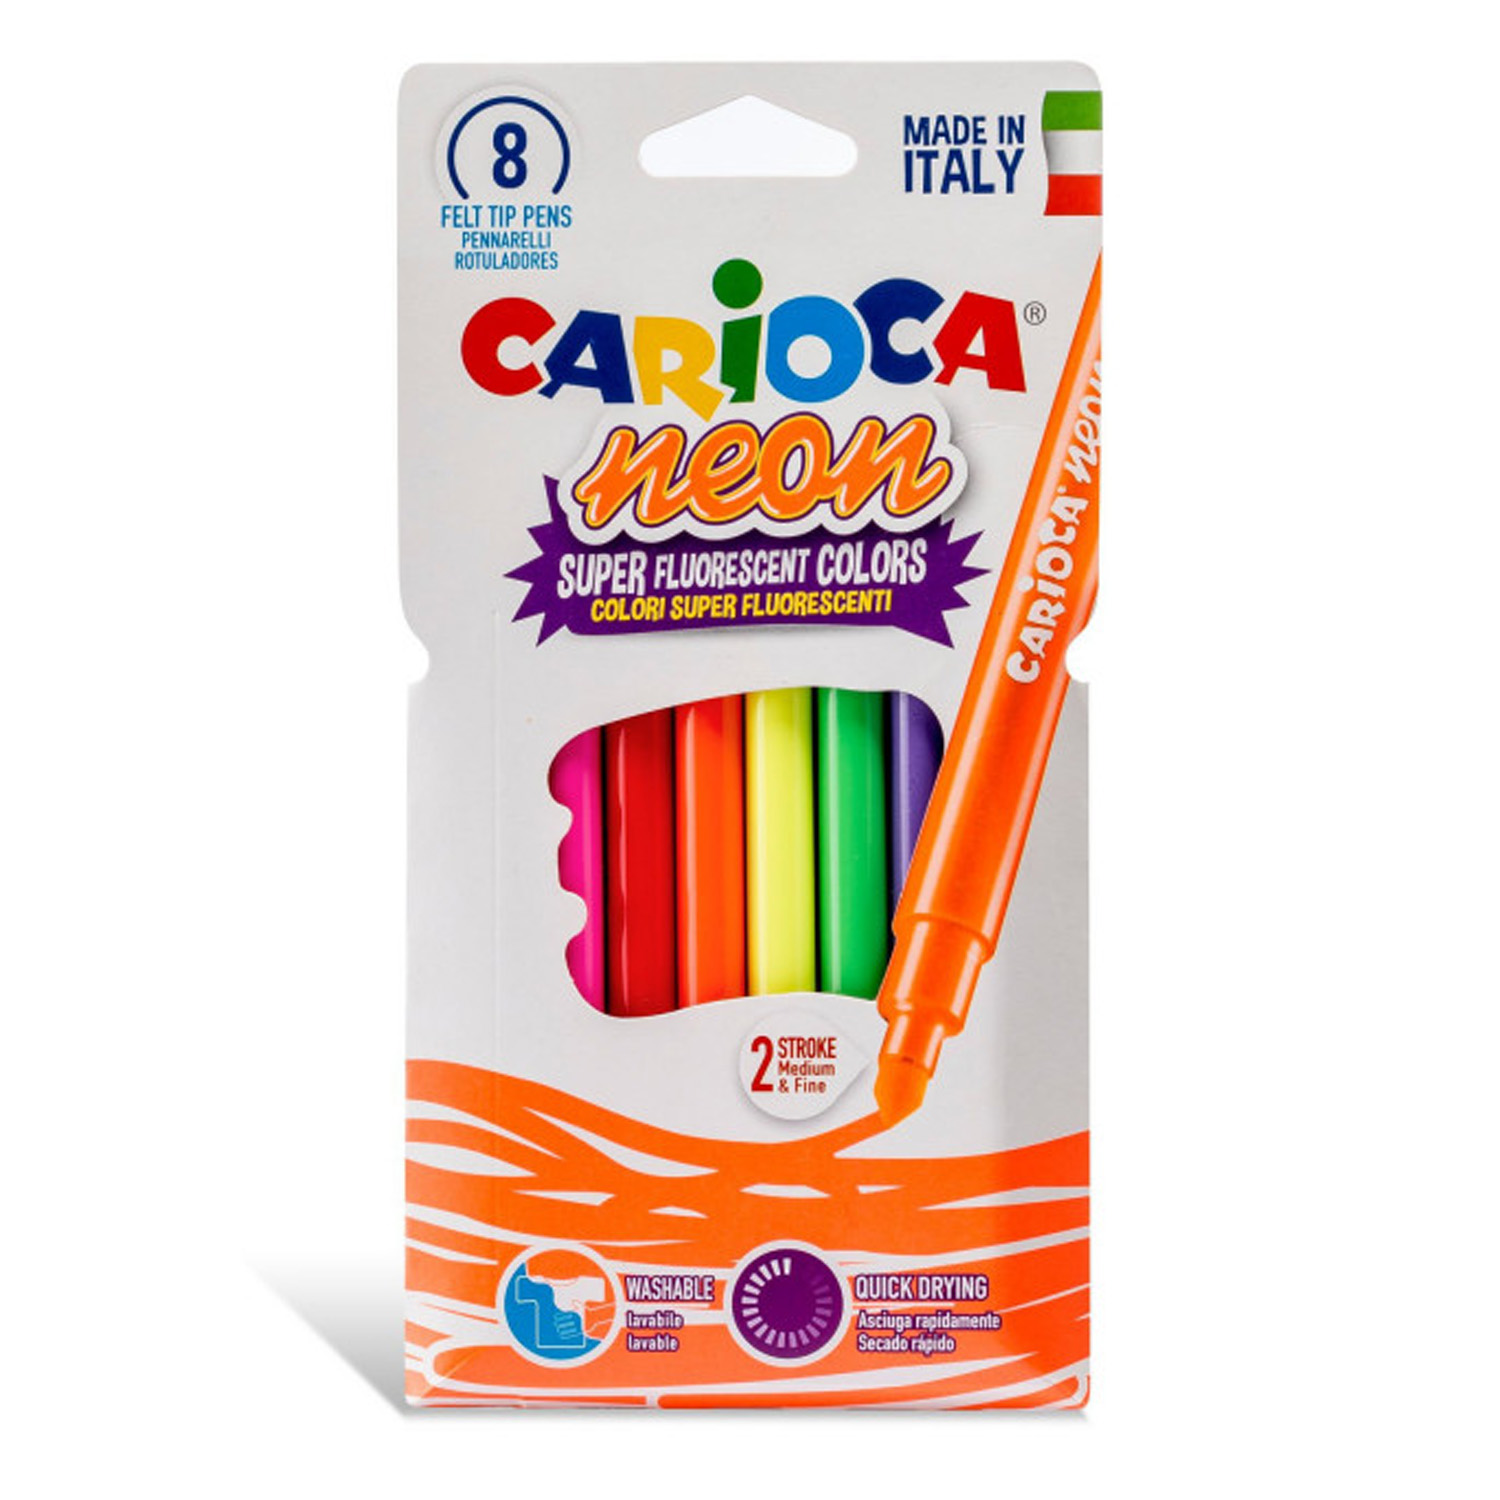 8
FELT TIP PENS
PENNARELLI
ROTULADORES
MADE IN
ITALY
CARiOCA®
neon
SUPER FLUORESCENT COLORS
COLORI SUPER FLUORESCENTI
CARiOCA® neon
2 STROKE
Medium
& Fine
WASHABLE
lavabile
lavable
QUICK DRYING
Asciuga rapidamente
Secado rápido